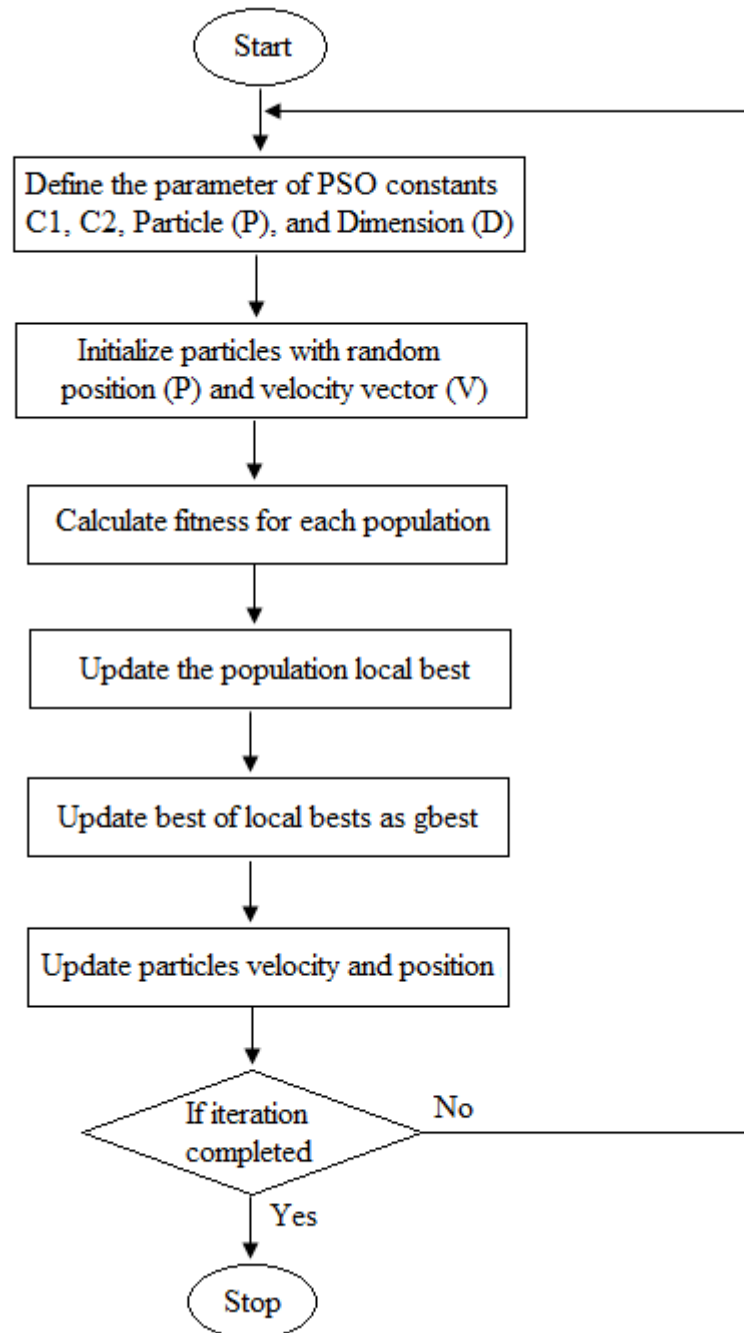 Start
Define the parameter of PSO constants
C1, C2, Particle (P), and Dimension (D)
Initialize particles with random
position (P) and velocity vector (V)
Calculate fitness for each population
Update the population local best
Update best of local bests as gbest
Update particles velocity and position
If iteration
completed
No
Yes
Stop